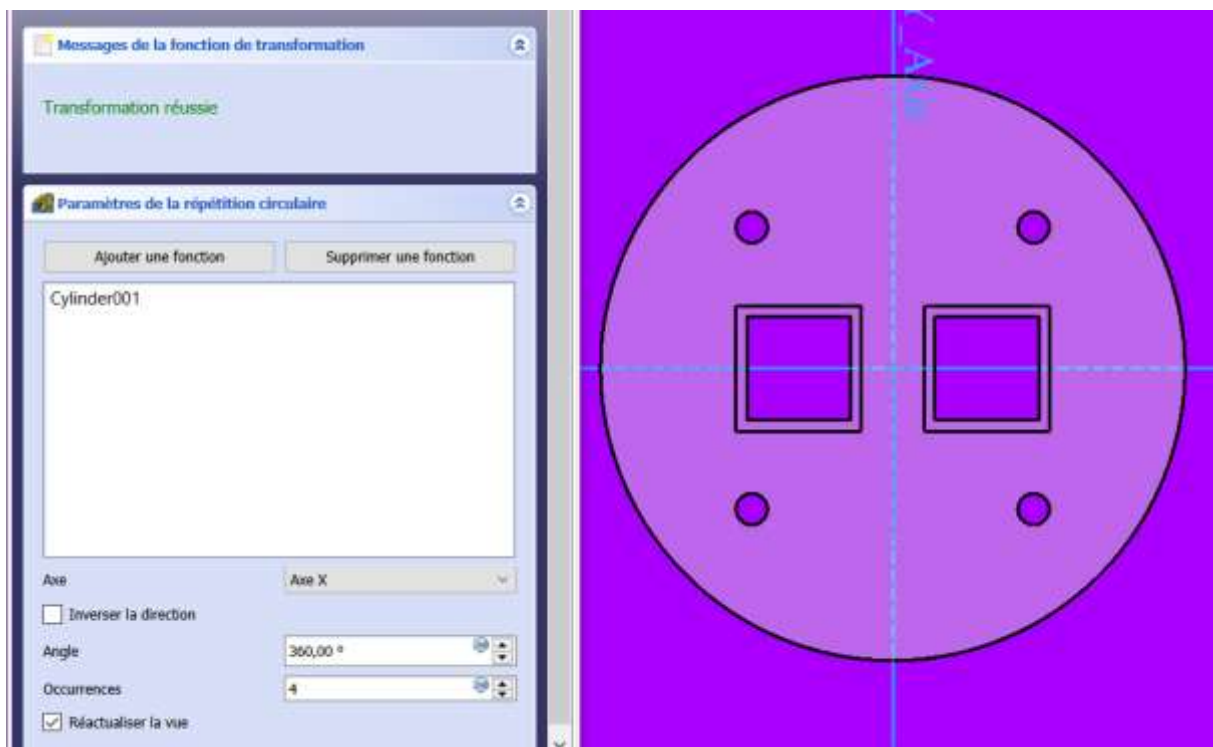 Messages de la fonction de transformation
Transformation réussie
Paramètres de la répétition circulaire
Ajouter une fonction
Supprimer une fonction
Cylinder001
Axe
Axe X
Inverser la direction
Angle
360,00 °
Occurrences
4
Réactualiser la vue